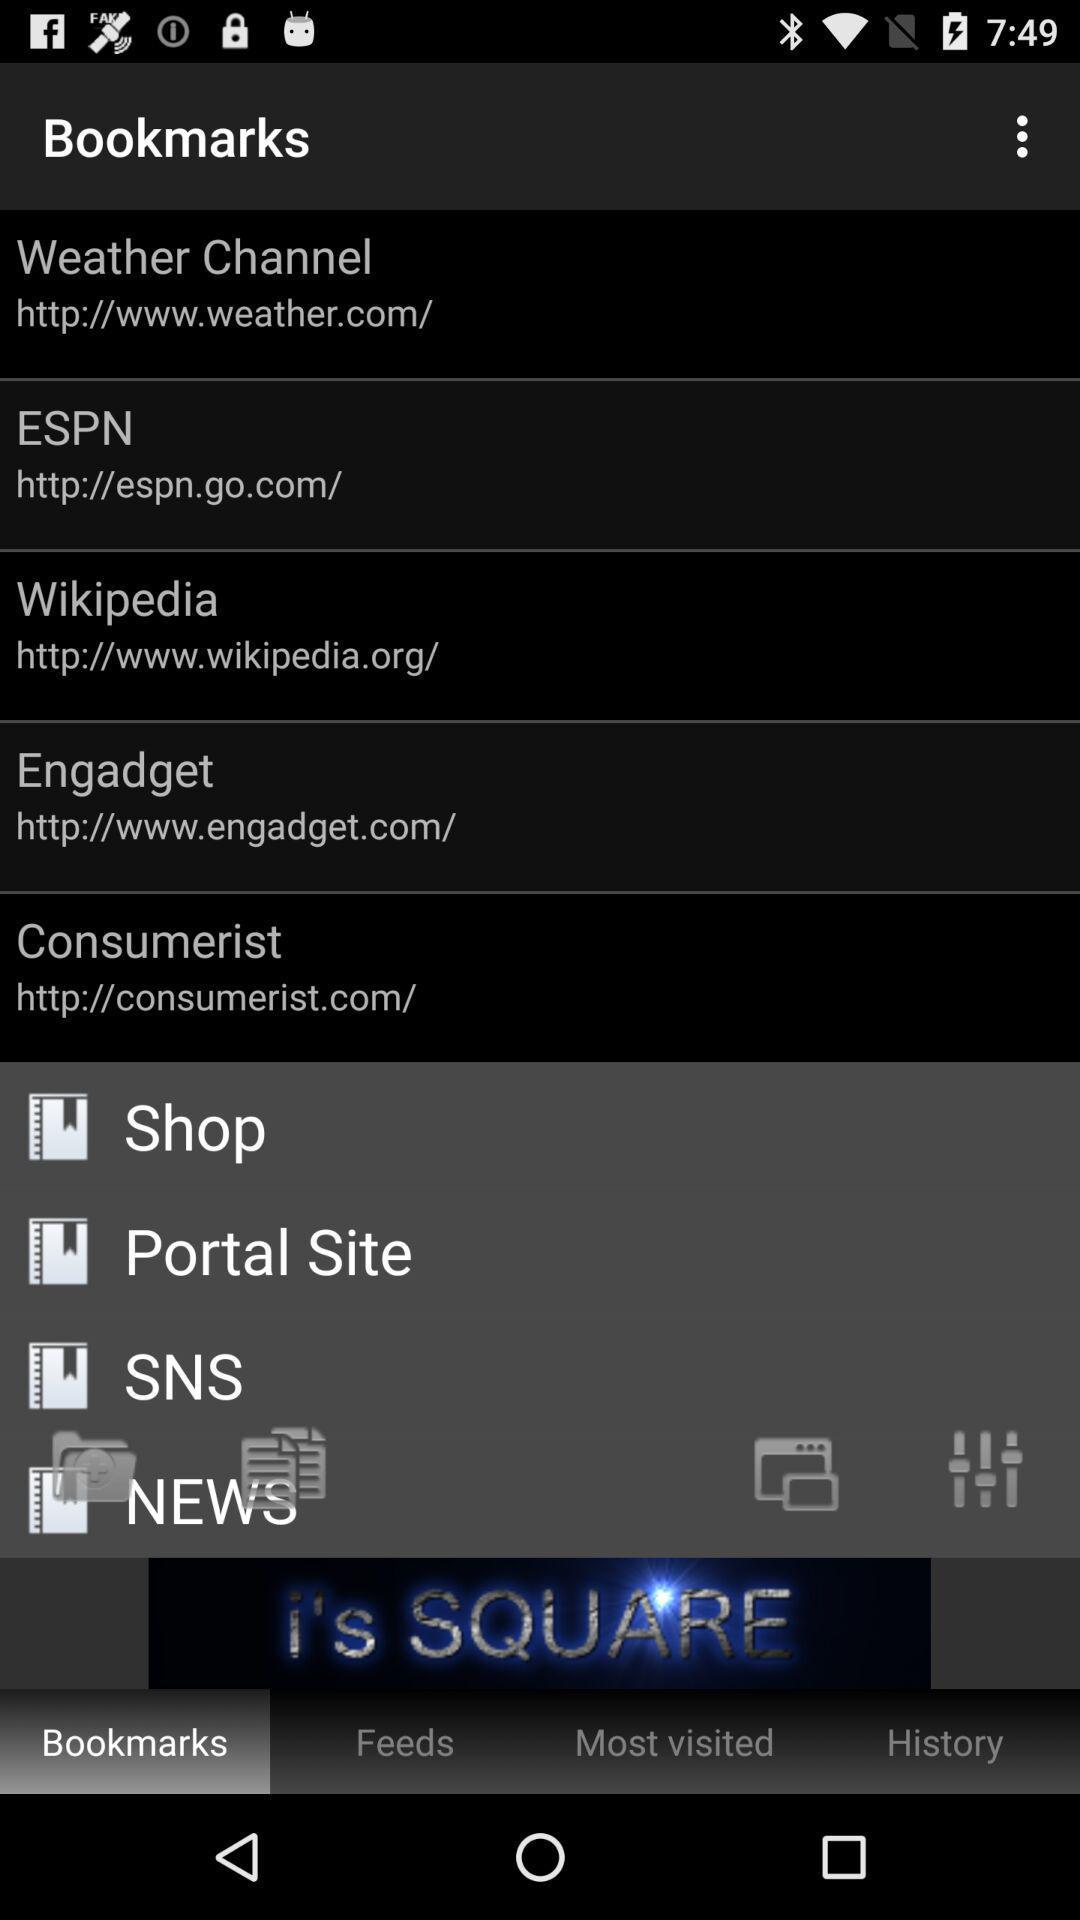 FAKE
7:49
Bookmarks
Weather Channel
http://www.weather.com/
ESPN
http://espn.go.com/
Wikipedia
http://www.wikipedia.org/
Engadget
http://www.engadget.com/
Consumerist
http://consumerist.com/
Shop
Portal Site
SNS
NEWS
i's SQUARE
Bookmarks Feeds Most visited History